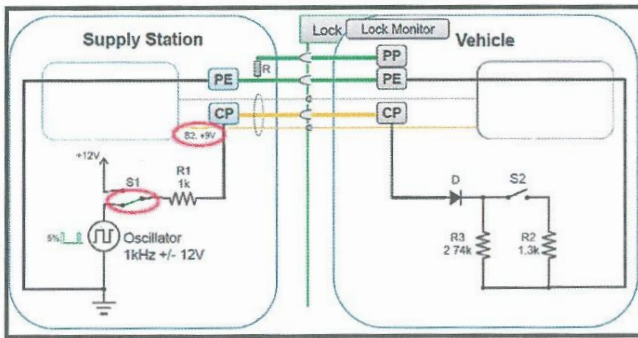 Supply Station
Lock
Lock Monitor
Vehicle
R
PP
PE
PE
CP
CP
B2, +9V
+12V
S1
R1
1k
5%
Oscillator
1kHz +/- 12V
D
S2
R3
2 74k
R2
1.3k